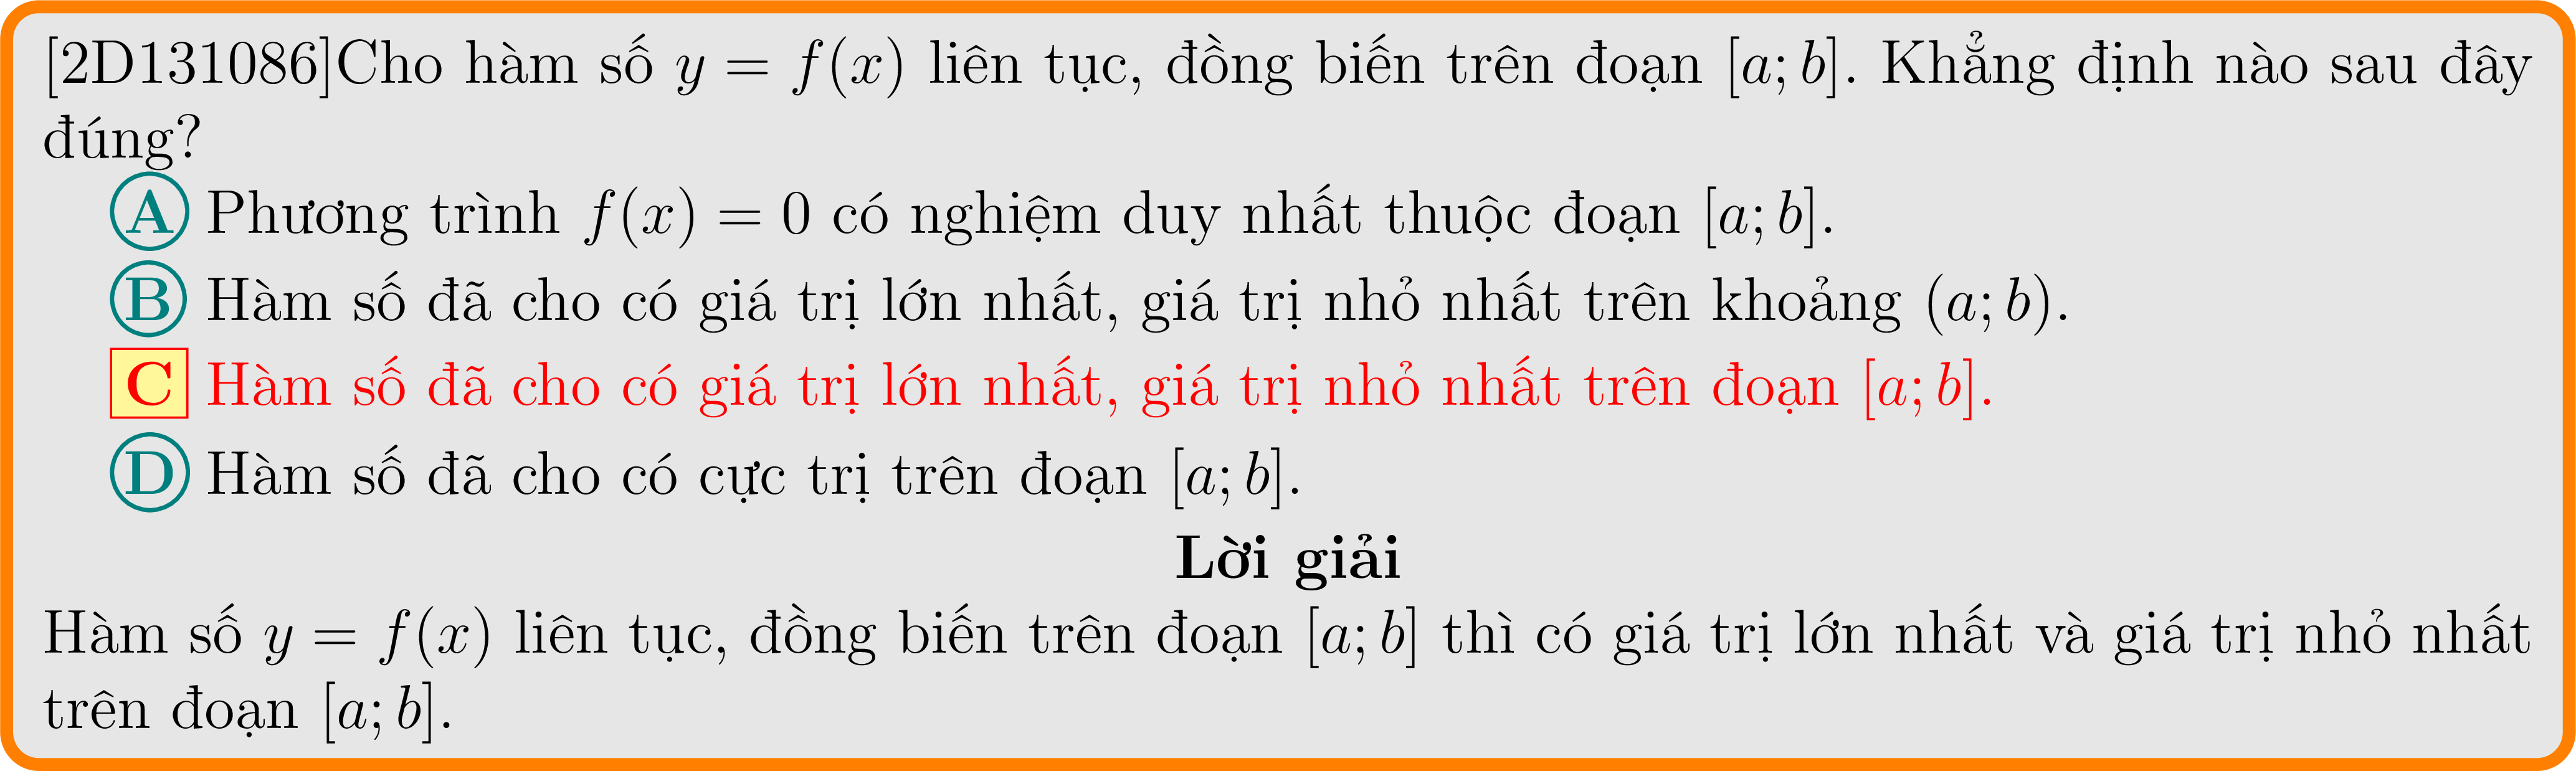 [2D131086]Cho hàm số y = f(x) liên tục, đồng biến trên đoạn [a; b]. Khẳng định nào sau đây
đúng?
A Phương trình f(x) = 0 có nghiệm duy nhất thuộc đoạn [a; b].
B Hàm số đã cho có giá trị lớn nhất, giá trị nhỏ nhất trên khoảng (a; b).
C Hàm số đã cho có giá trị lớn nhất, giá trị nhỏ nhất trên đoạn [a; b].
D Hàm số đã cho có cực trị trên đoạn [a; b].
Lời giải
Hàm số y = f(x) liên tục, đồng biến trên đoạn [a; b] thì có giá trị lớn nhất và giá trị nhỏ nhất
trên đoạn [a; b].